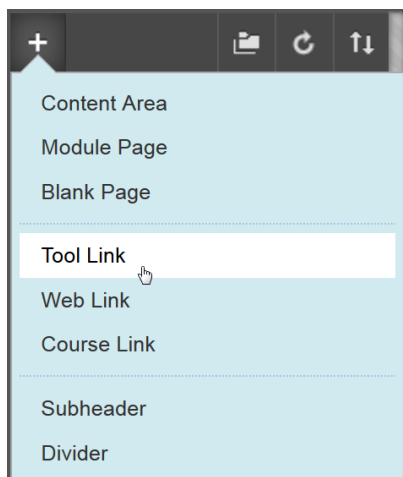 Content Area
Module Page
Blank Page
Tool Link
Web Link
Course Link
Subheader
Divider